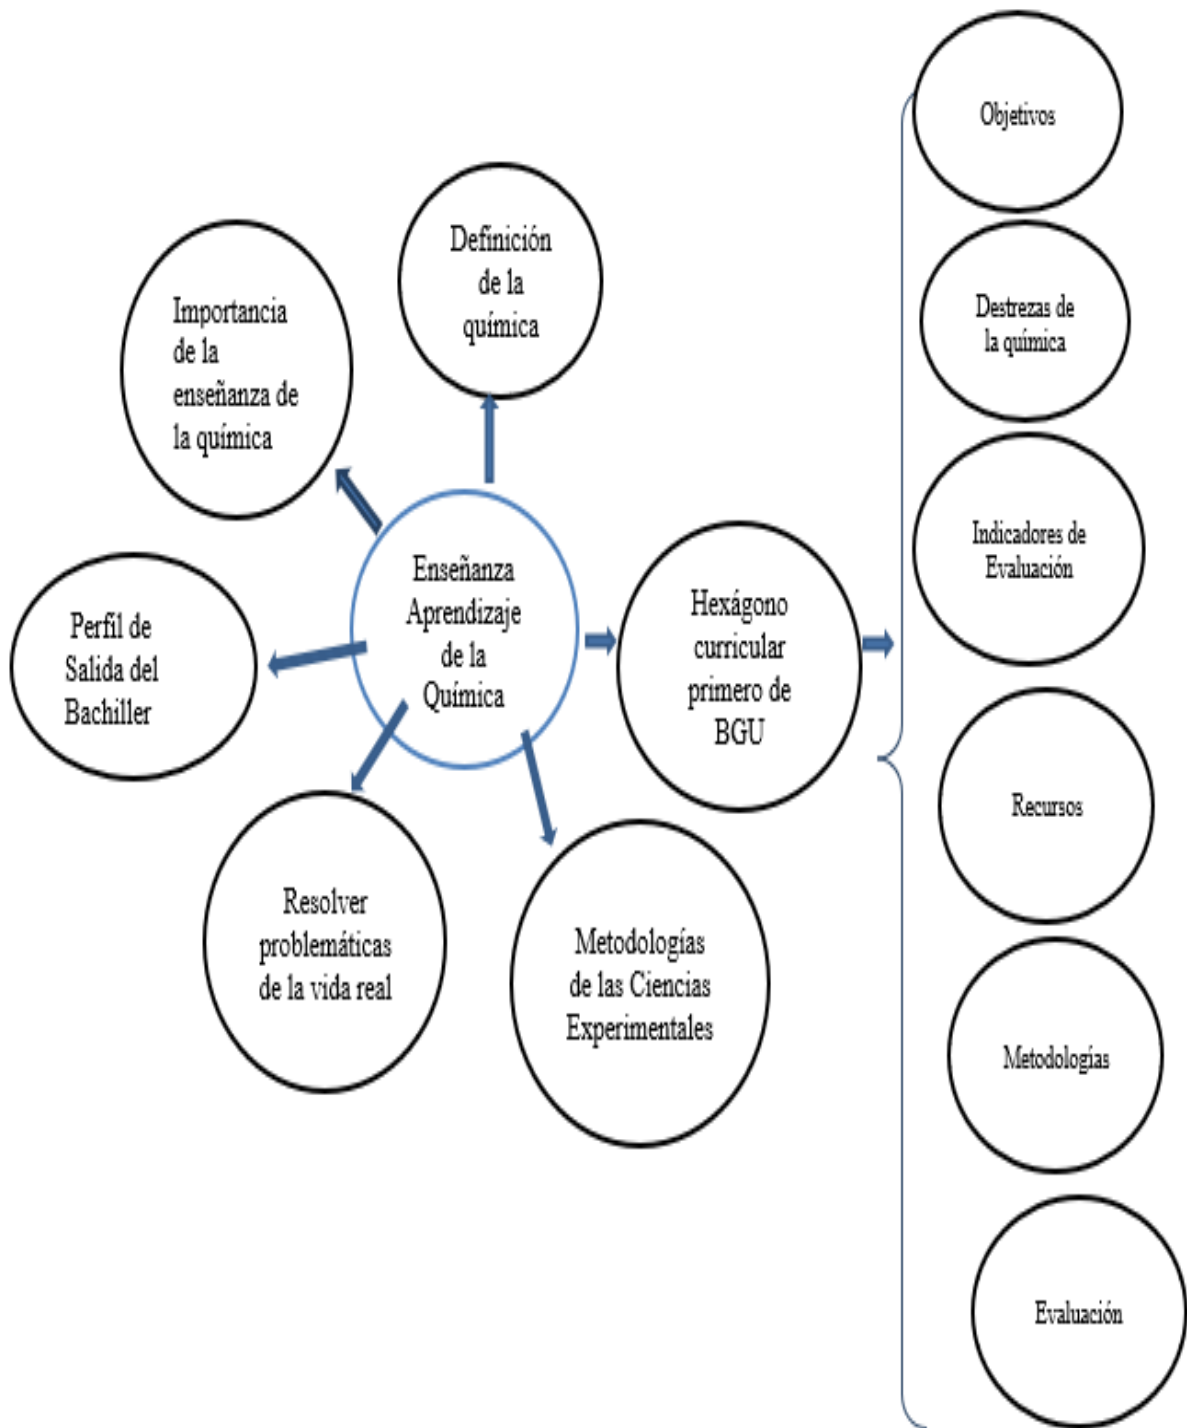 Definición
de la
química
Importancia
de la
enseñanza de
la química
Enseñanza
Aprendizaje
de la
Química
Perfil de
Salida del
Bachiller
Resolver
problemáticas
de la vida real
Metodologías
de las Ciencias
Experimentales
Hexágono
curricular
primero de
BGU
Objetivos
Destrezas de
la química
Indicadores de
Evaluación
Recursos
Metodologías
Evaluación